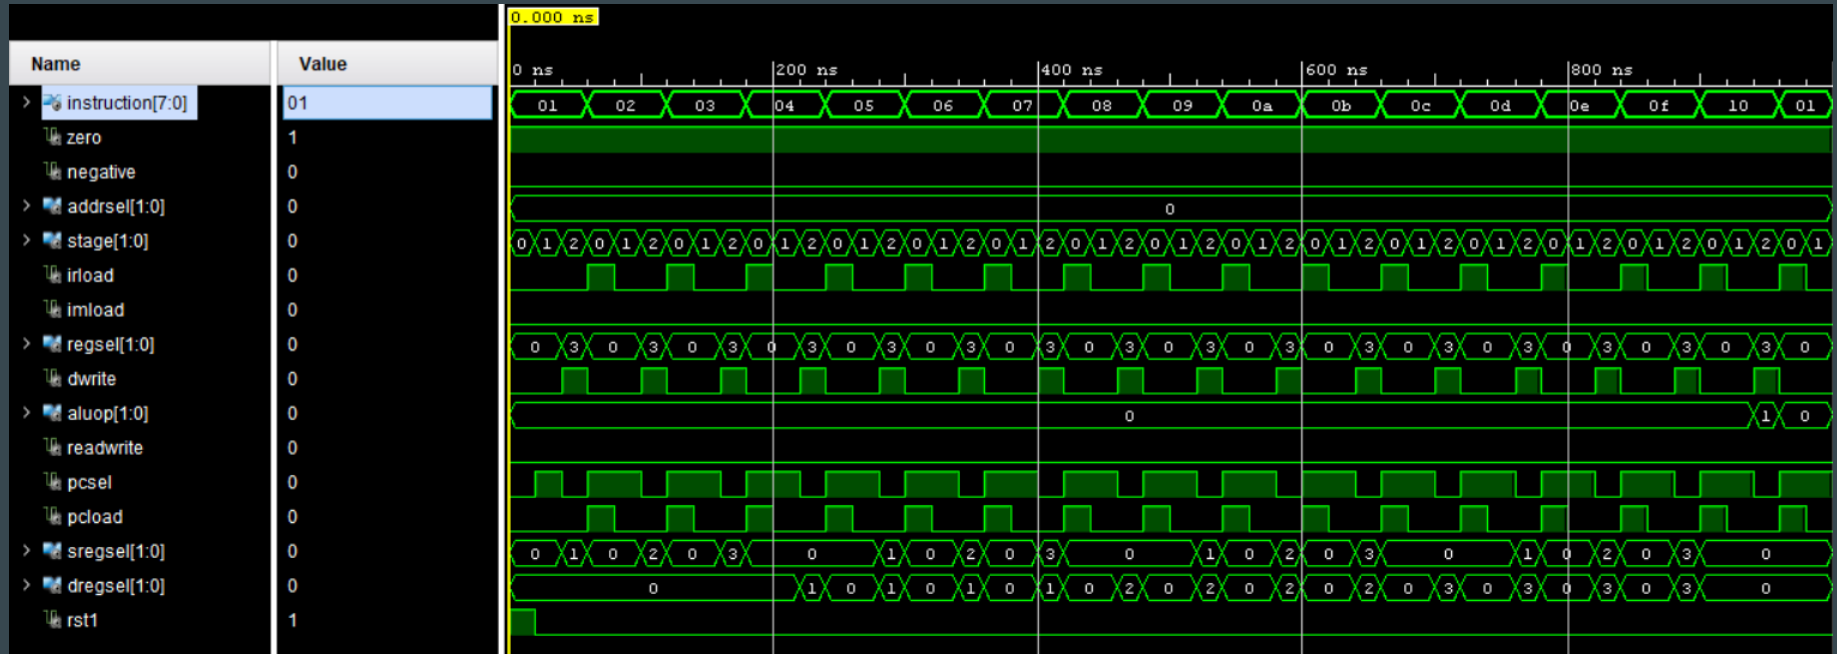 0.000 ns
Name Value
0 ns 200 ns 400 ns 600 ns 800 ns
instruction[7:0] 01 01 02 03 04 05 06 07 08 09 0a 0b 0c 0d 0e 0f 10 01
zero 1
negative 0
addrsel[1:0] 0 0
stage[1:0] 0 0 1 2 0 1 2 0 1 2 0 1 2 0 1 2 0 1 2 0 1 2 0 1 2 0 1 2 0 1 2 0 1 2 0 1 2 0 1 2 0 1 2 0 1 2 0 1 2 0 1
irload 0
imload 0
regsel[1:0] 0 0 3 0 3 0 3 0 3 0 3 0 3 0 3 0 3 0 3 0 3 0 3 0 3 0 3 0 3 0 3 0 3 0
dwrite 0
aluop[1:0] 0 0 1 0
readwrite 0
pcsel 0
pcload 0
sregsel[1:0] 0 0 1 0 2 0 3 0 1 0 2 0 3 0 1 0 2 0 3 0 1 0 2 0 3 0
dregsel[1:0] 0 0 1 0 1 0 1 0 1 0 2 0 2 0 2 0 2 0 3 0 3 0 3 0 3 0
rst1 1